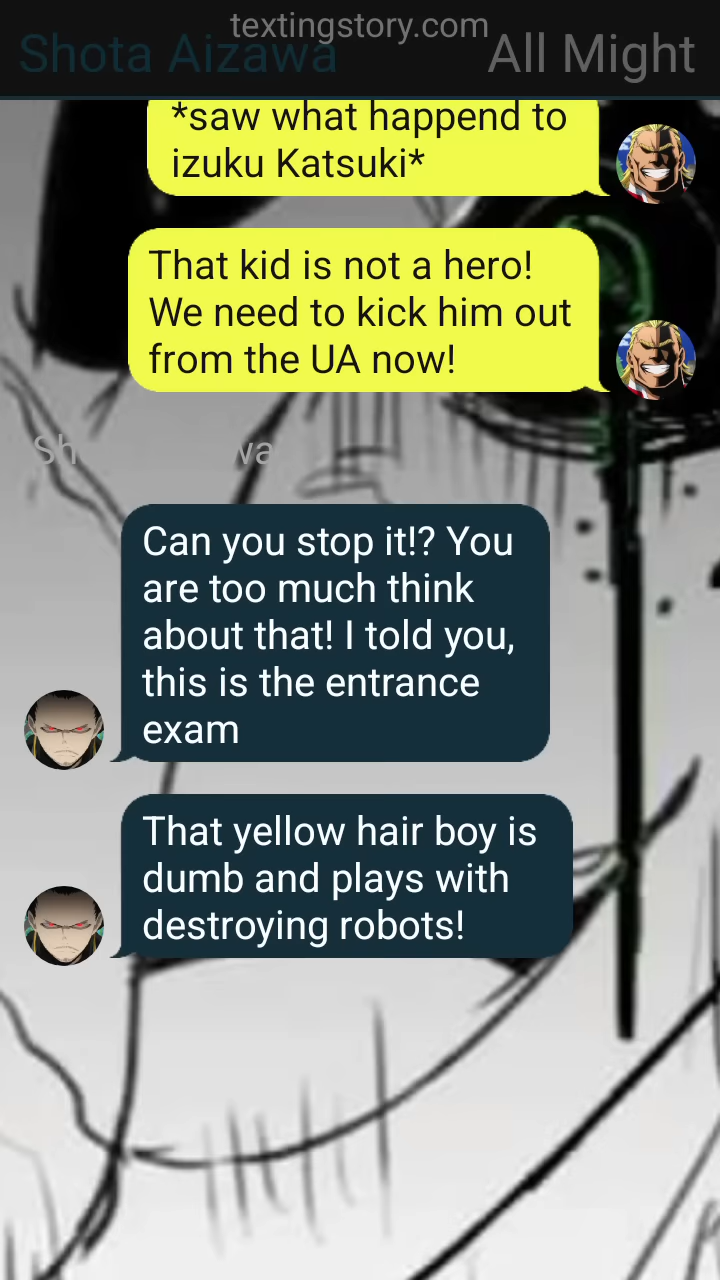 textingstory.com
Shota Aizawa
All Might
*saw what happend to
izuku Katsuki*
That kid is not a hero!
We need to kick him out
from the UA now!
Can you stop it!? You
are too much think
about that! I told you,
this is the entrance
exam
That yellow hair boy is
dumb and plays with
destroying robots!